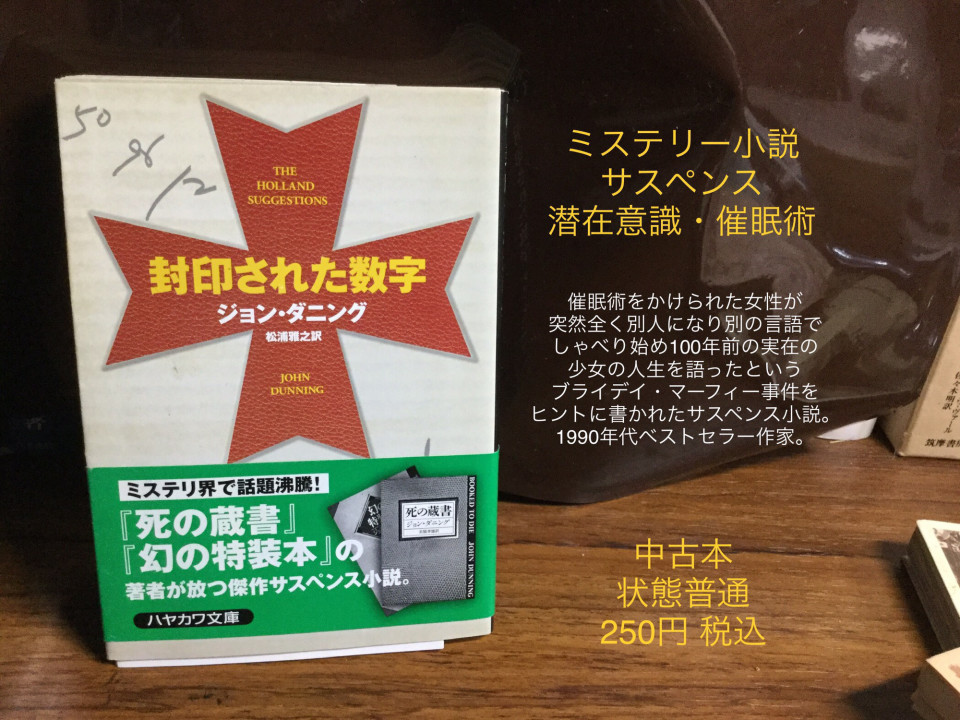 50
98
12
THE
HOLLAND
SUGGESTIONS
封印された数字
ジョン・ダニング
松浦雅之訳
JOHN
DUNNING
ミステリ界で話題沸騰!
『死の蔵書』
『幻の特装本』の
著者が放つ傑作サスペンス小説。
ハヤカワ文庫
死の蔵書
ジョン・ダニング
BOOKED TO DIE JOHN DUNNING
ミステリー小説
サスペンス
潜在意識・催眠術
催眠術をかけられた女性が
突然全く別人になり別の言語で
しゃべり始め100年前の実在の
少女の人生を語ったという
ブライデイ・マーフィー事件を
ヒントに書かれたサスペンス小説。
1990年代ベストセラー作家。
中古本
状態普通
250円 税込
佐々木明訳
筑摩書